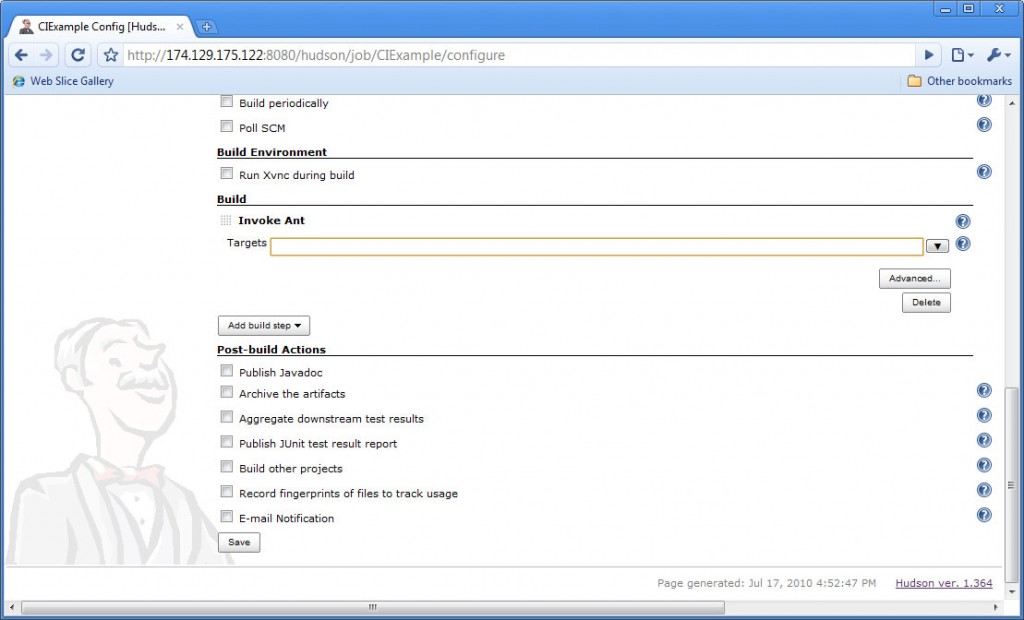 CIExample Config [Huds...
http://174.129.175.122:8080/hudson/job/CIExample/configure
Web Slice Gallery
Other bookmarks
Build periodically
Poll SCM
Build Environment
Run Xvnc during build
Build
Invoke Ant
Targets
Advanced...
Delete
Add build step
Post-build Actions
Publish Javadoc
Archive the artifacts
Aggregate downstream test results
Publish JUnit test result report
Build other projects
Record fingerprints of files to track usage
E-mail Notification
Save
Page generated: Jul 17, 2010 4:52:47 PM Hudson ver. 1.364